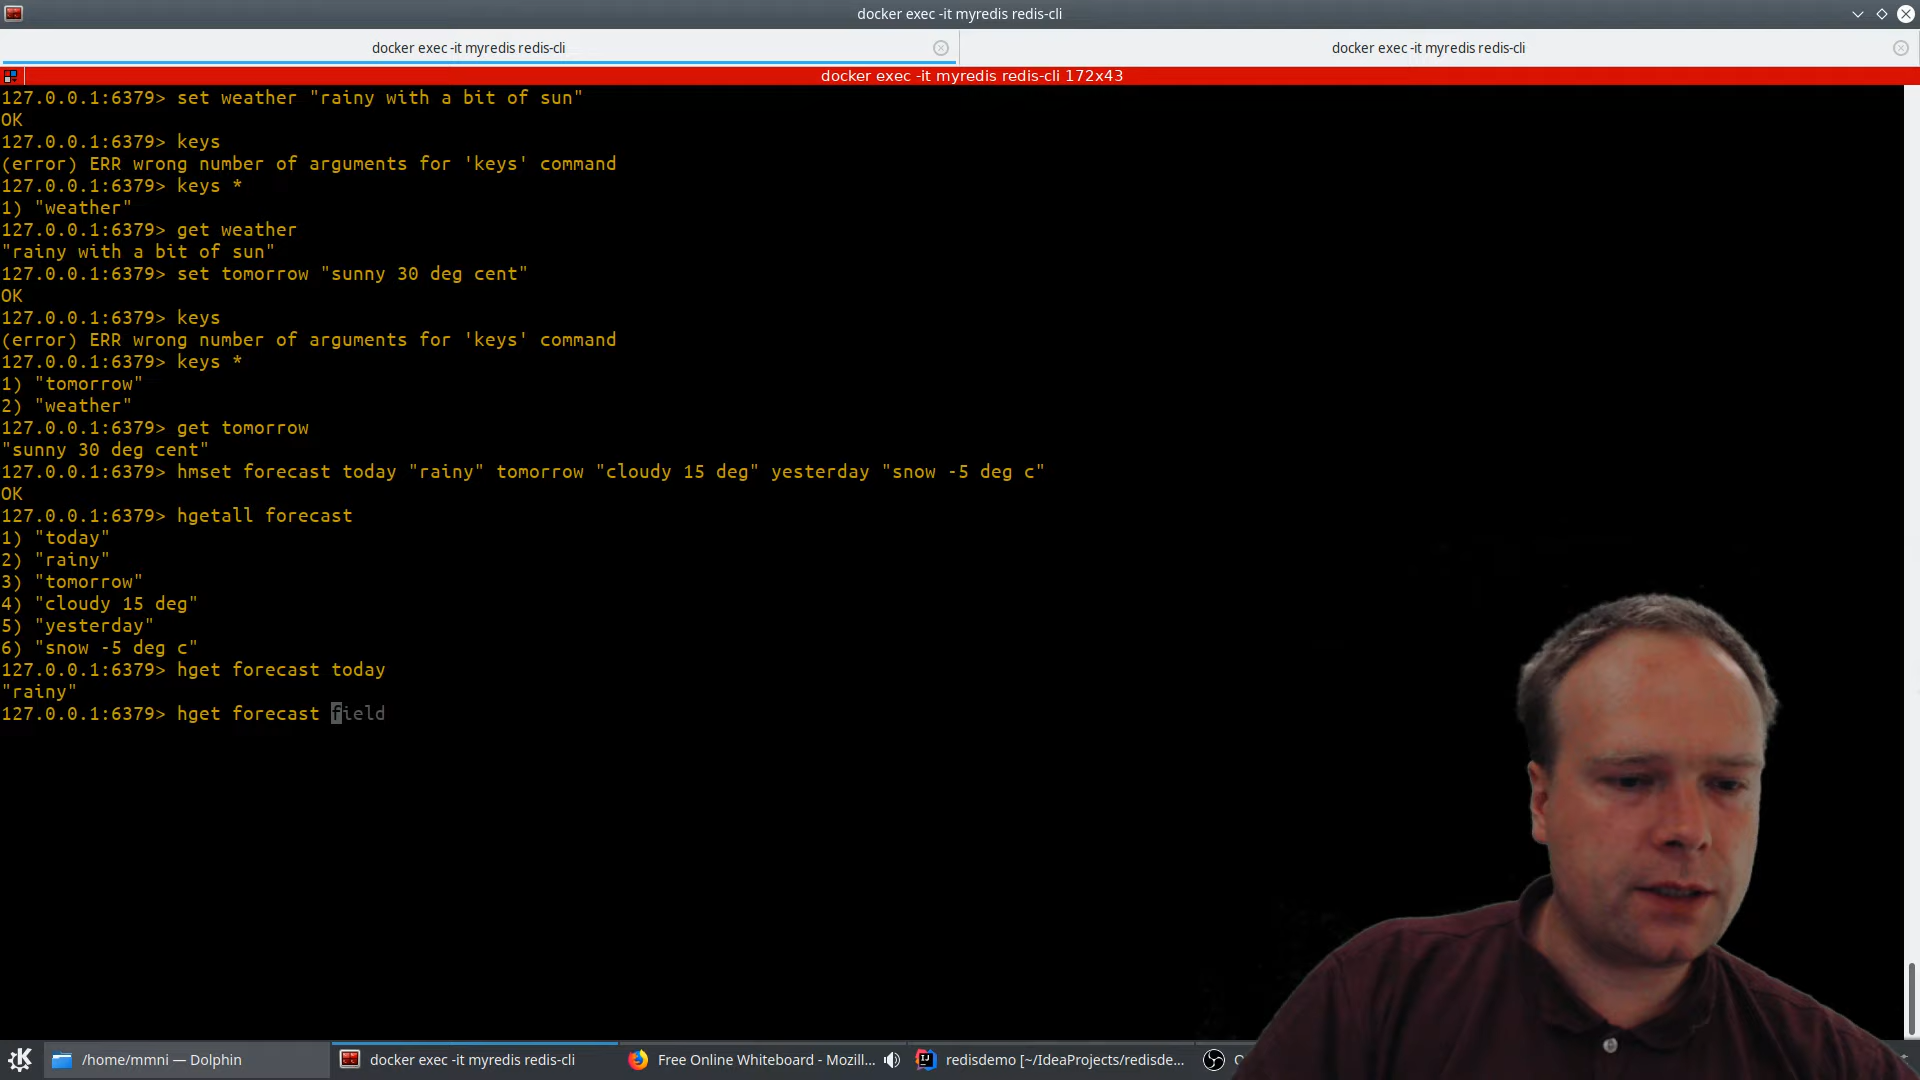 docker exec -it myredis redis-cli
docker exec -it myredis redis-cli
docker exec -it myredis redis-cli
docker exec -it myredis redis-cli 172x43
127.0.0.1:6379> set weather "rainy with a bit of sun"
OK
127.0.0.1:6379> keys
(error) ERR wrong number of arguments for 'keys' command
127.0.0.1:6379> keys *
1) "weather"
127.0.0.1:6379> get weather
"rainy with a bit of sun"
127.0.0.1:6379> set tomorrow "sunny 30 deg cent"
OK
127.0.0.1:6379> keys
(error) ERR wrong number of arguments for 'keys' command
127.0.0.1:6379> keys *
1) "tomorrow"
2) "weather"
127.0.0.1:6379> get tomorrow
"sunny 30 deg cent"
127.0.0.1:6379> hmset forecast today "rainy" tomorrow "cloudy 15 deg" yesterday "snow -5 deg c"
OK
127.0.0.1:6379> hgetall forecast
1) "today"
2) "rainy"
3) "tomorrow"
4) "cloudy 15 deg"
5) "yesterday"
6) "snow -5 deg c"
127.0.0.1:6379> hget forecast today
"rainy"
127.0.0.1:6379> hget forecast field
/home/mmni — Dolphin
docker exec -it myredis redis-cli
Free Online Whiteboard - Mozill...
redisdemo [~/IdeaProjects/redisde...